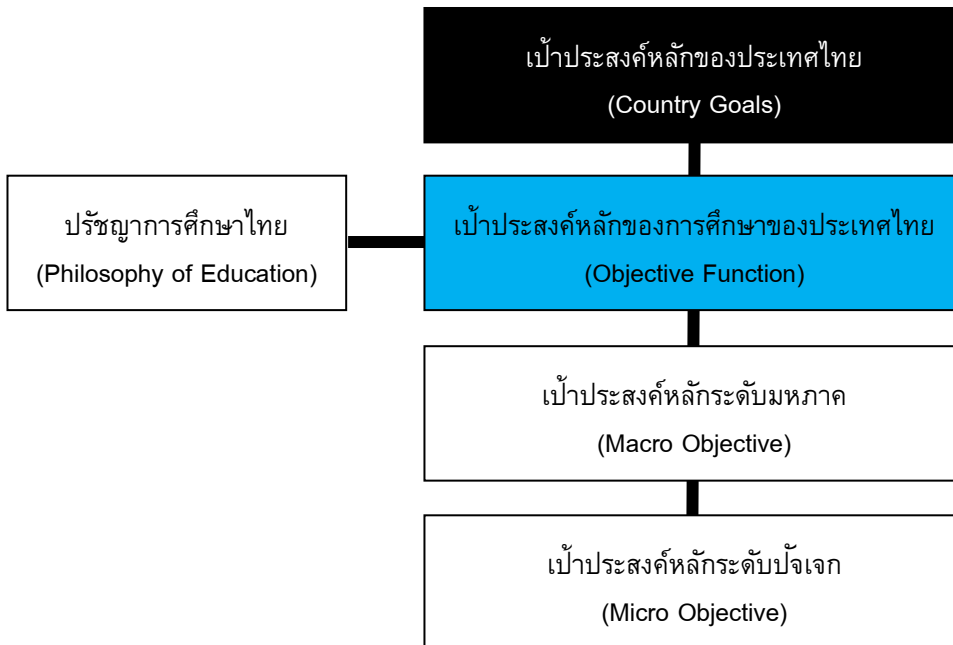 เป้าประสงค์หลักของประเทศไทย
(Country Goals)
ปรัชญาการศึกษาไทย
(Philosophy of Education)
เป้าประสงค์หลักของการศึกษาของประเทศไทย
(Objective Function)
เป้าประสงค์หลักระดับมหภาค
(Macro Objective)
เป้าประสงค์หลักระดับปัจเจก
(Micro Objective)